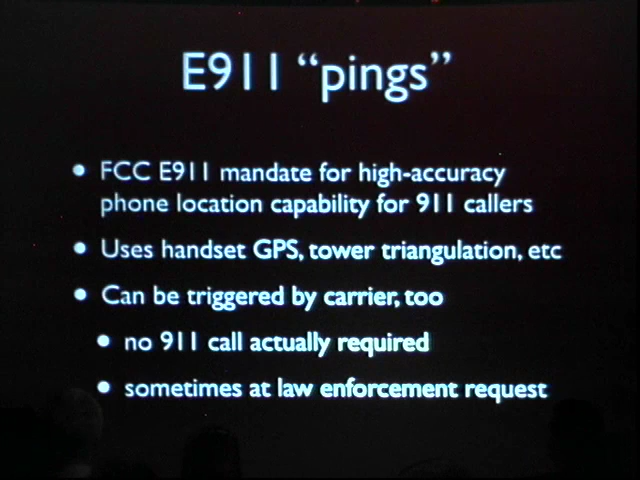 E911 “pings”
• FCC E911 mandate for high-accuracy
phone location capability for 911 callers
• Uses handset GPS, tower triangulation, etc
• Can be triggered by carrier, too
• no 911 call actually required
• sometimes at law enforcement request